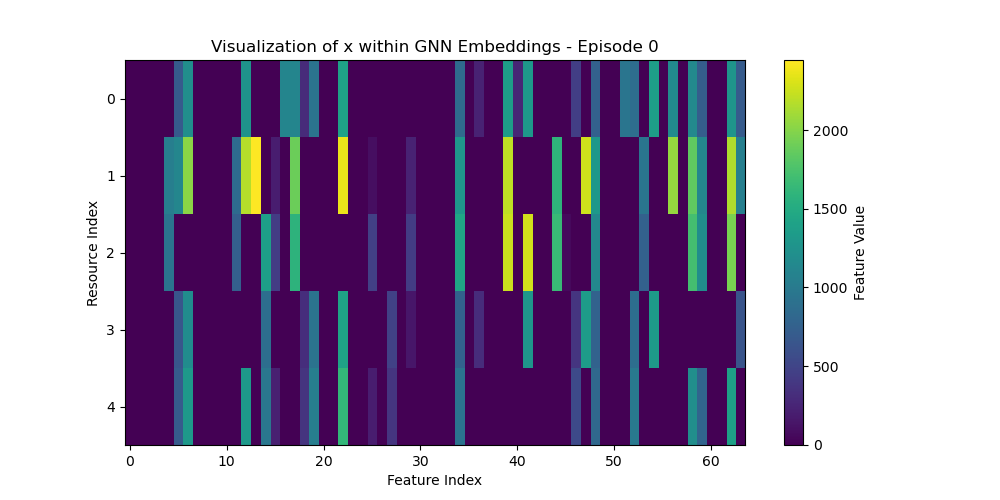 Visualization of x within GNN Embeddings - Episode 0
Resource Index
0
1
2
3
4
0 10 20 30 40 50 60
Feature Index
2000
1500
1000
500
0
Feature Value